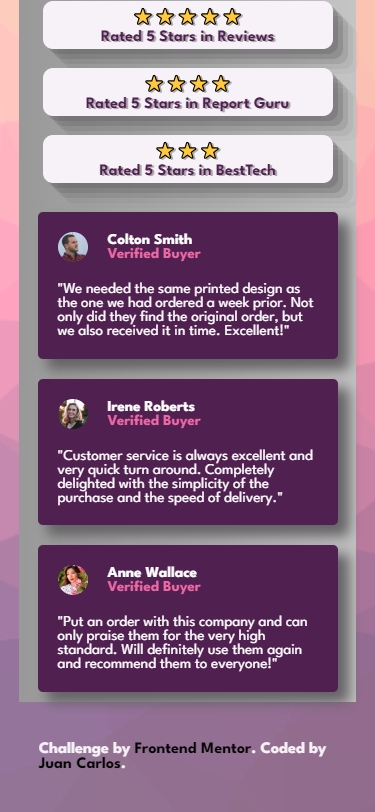 Rated 5 Stars in Reviews
Rated 5 Stars in Report Guru
Rated 5 Stars in BestTech
Colton Smith
Verified Buyer
"We needed the same printed design as
the one we had ordered a week prior. Not
only did they find the original order, but
we also received it in time. Excellent!"
Irene Roberts
Verified Buyer
"Customer service is always excellent and
very quick turn around. Completely
delighted with the simplicity of the
purchase and the speed of delivery."
Anne Wallace
Verified Buyer
"Put an order with this company and can
only praise them for the very high
standard. Will definitely use them again
and recommend them to everyone!"
Challenge by Frontend Mentor. Coded by
Juan Carlos.